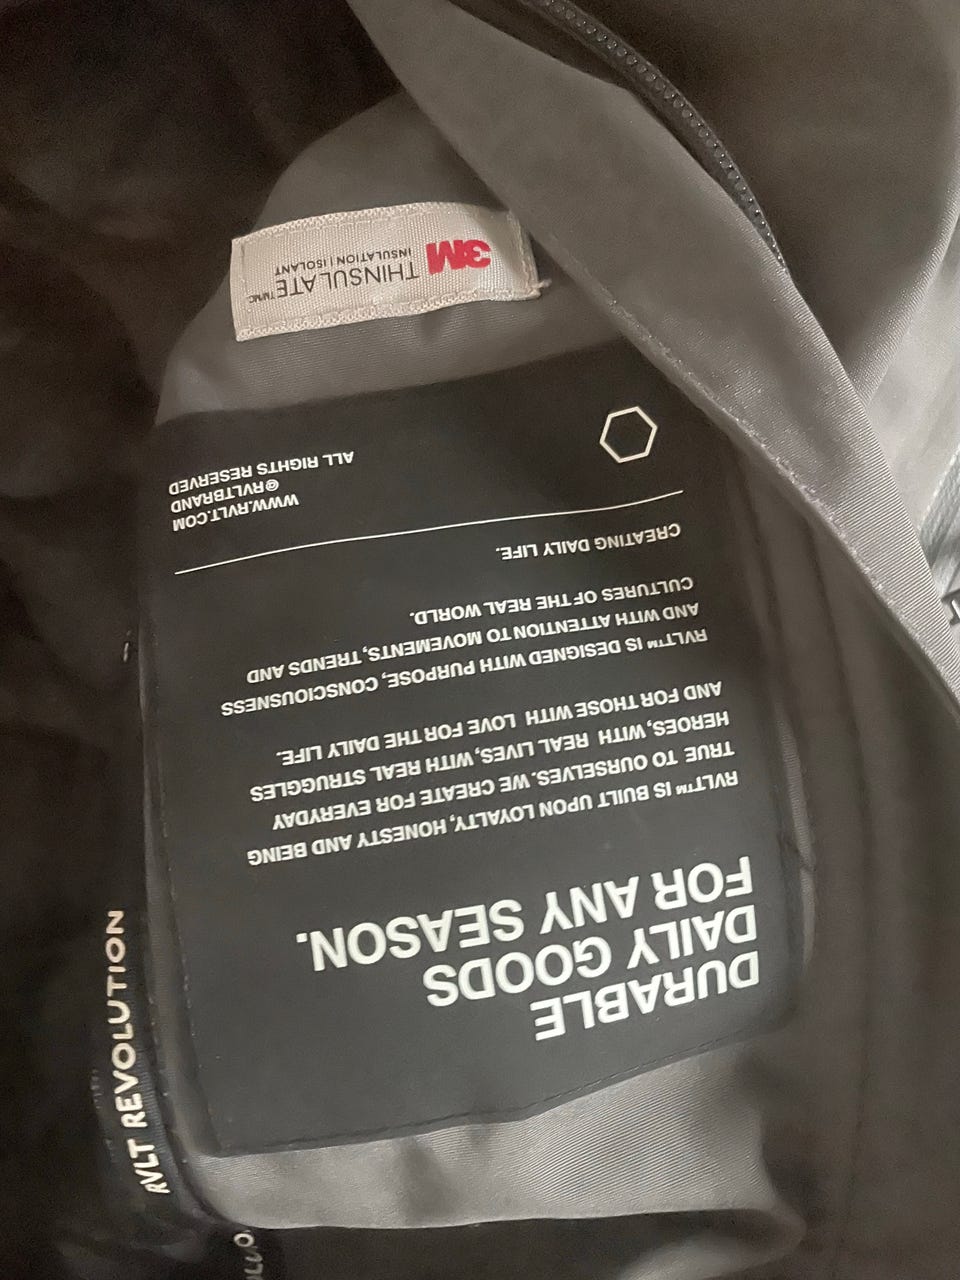 DURABLE
DAILY GOODS
FOR ANY SEASON.
RVLT™ IS BUILT UPON LOYALTY, HONESTY AND BEING
TRUE TO OURSELVES. WE CREATE FOR EVERYDAY
HEROES, WITH REAL LIVES, WITH REAL STRUGGLES
AND FOR THOSE WITH LOVE FOR THE DAILY LIFE.
RVLT™ IS DESIGNED WITH PURPOSE, CONSCIOUSNESS
AND WITH ATTENTION TO MOVEMENTS, TRENDS AND
CULTURES OF THE REAL WORLD.
CREATING DAILY LIFE.
WWW.RVLT.COM
@RVLTBRAND
ALL RIGHTS RESERVED
3M THINSULATE™MC
INSULATION | ISOLANT
RVLT REVOLUTION